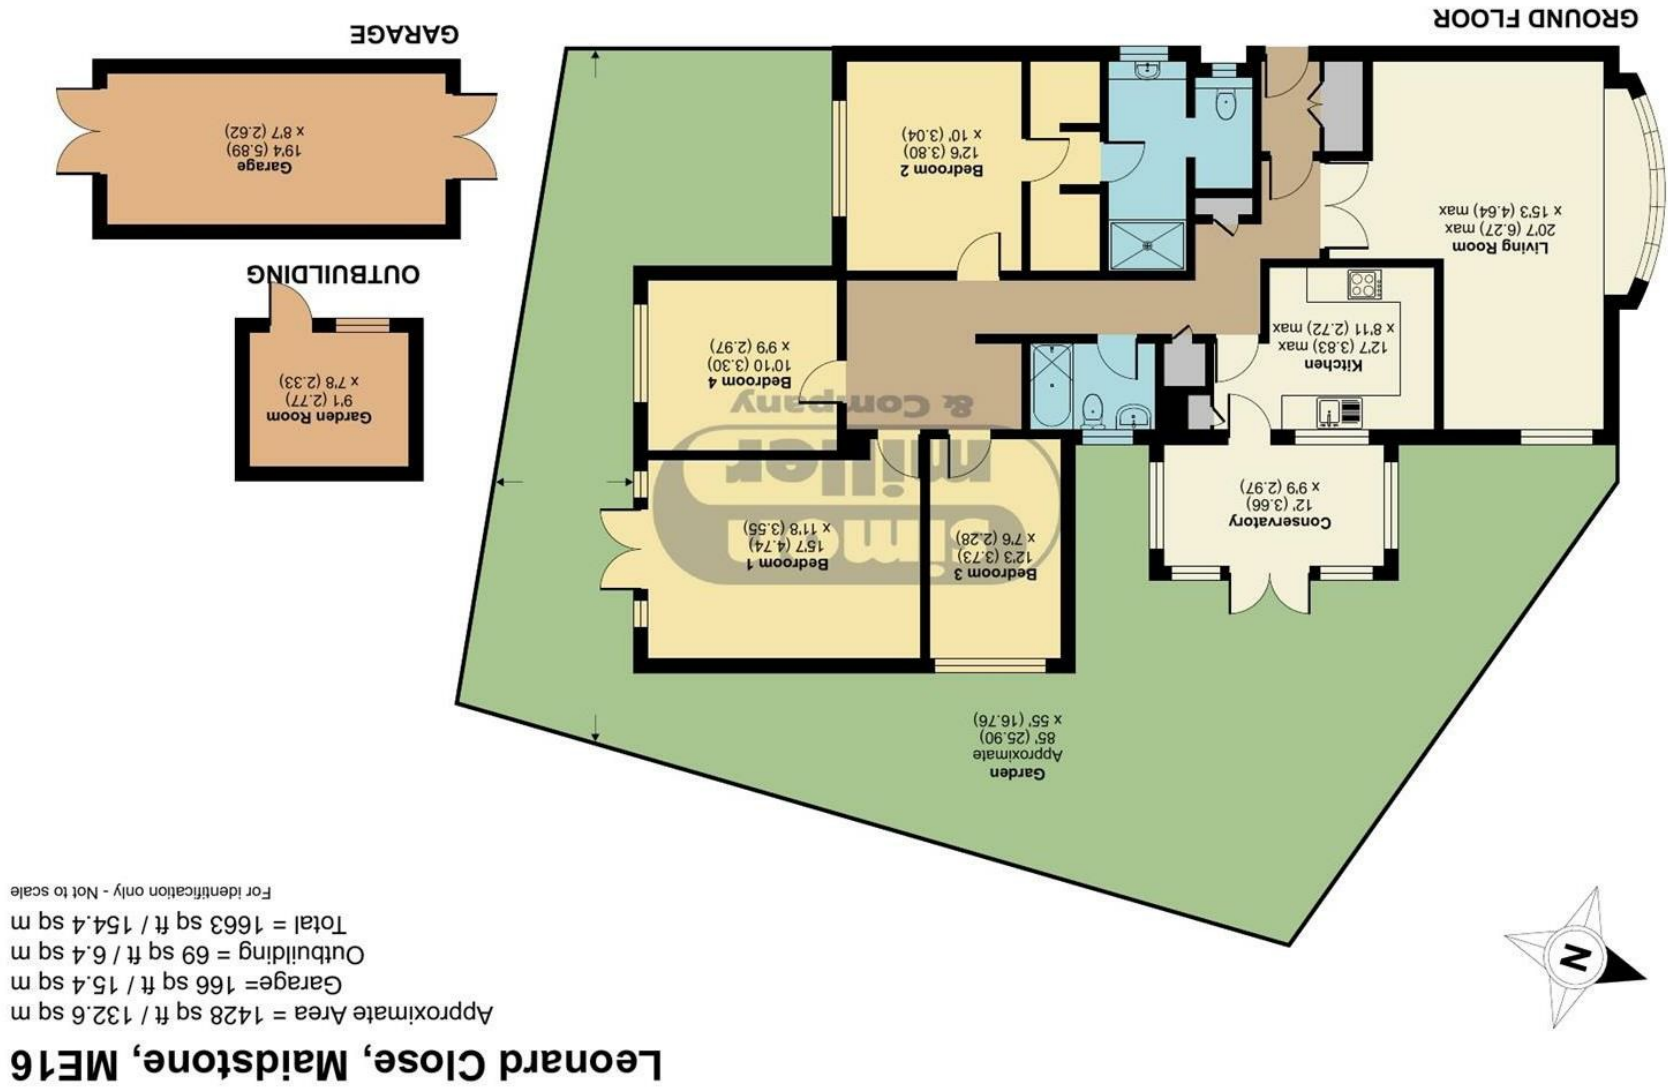 Leonard Close, Maidstone, ME16
Approximate Area = 1428 sq ft / 132.6 sq m
Garage= 166 sq ft / 15.4 sq m
Outbuilding = 69 sq ft / 6.4 sq m
Total = 1663 sq ft / 154.4 sq m
For identification only - Not to scale
N
Garden
Approximate
85' (25.90)
x 55' (16.76)
Conservatory
12' (3.66)
x 9'9 (2.97)
Bedroom 3
12'3 (3.73)
x 7'6 (2.28)
Bedroom 1
15'7 (4.74)
x 11'8 (3.55)
simon
miller
& Company
Kitchen
12'7 (3.83) max
x 8'11 (2.72) max
Bedroom 4
10'10 (3.30)
x 9'9 (2.97)
Garden Room
9'1 (2.77)
x 7'8 (2.33)
OUTBUILDING
Living Room
20'7 (6.27) max
x 15'3 (4.64) max
Bedroom 2
12'6 (3.80)
x 10' (3.04)
Garage
19'4 (5.89)
x 8'7 (2.62)
GARAGE
GROUND FLOOR